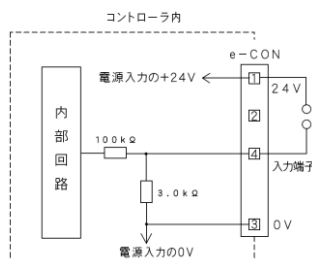 コントローラ内
e-CON
電源入力の+24V
1
24V
2
内部回路
100kΩ
4
入力端子
3.0kΩ
3
0V
電源入力の0V